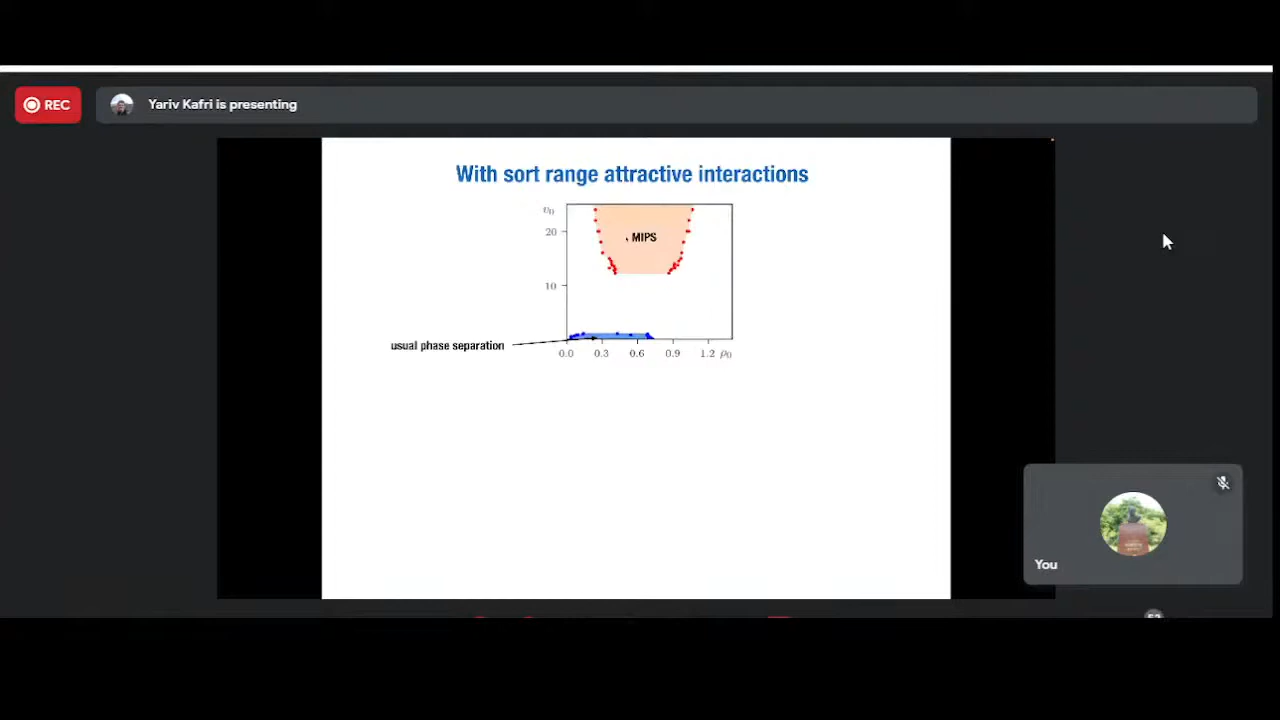 REC
Yariv Kafri is presenting
With sort range attractive interactions
v0
20
MIPS
10
usual phase separation
0.0 0.3 0.6 0.9 1.2 ρ0
You